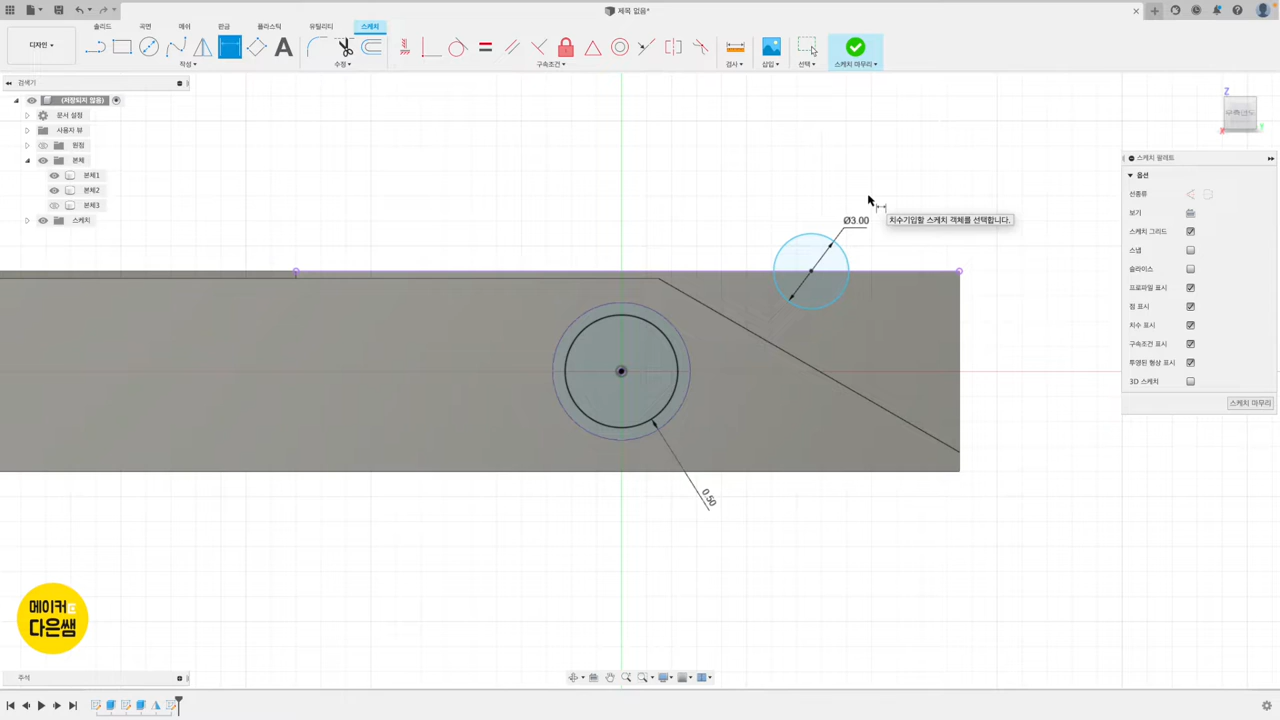 제목 없음*
솔리드
곡면
메쉬
판금
플라스틱
유틸리티
스케치
디자인
작성
수정
구속조건
검사
삽입
선택
스케치 마무리
검색기
(저장되지 않음)
문서 설정
사용자 뷰
원점
본체
본체1
본체2
본체3
스케치
Z
X
Y
Ø3.00
치수기입할 스케치 객체를 선택합니다.
0.50
스케치 팔레트
옵션
선종류
보기
스케치 그리드
스냅
슬라이스
프로파일 표시
점 표시
치수 표시
구속조건 표시
투영된 형상 표시
3D 스케치
스케치 마무리
메이커
다은쌤
주석